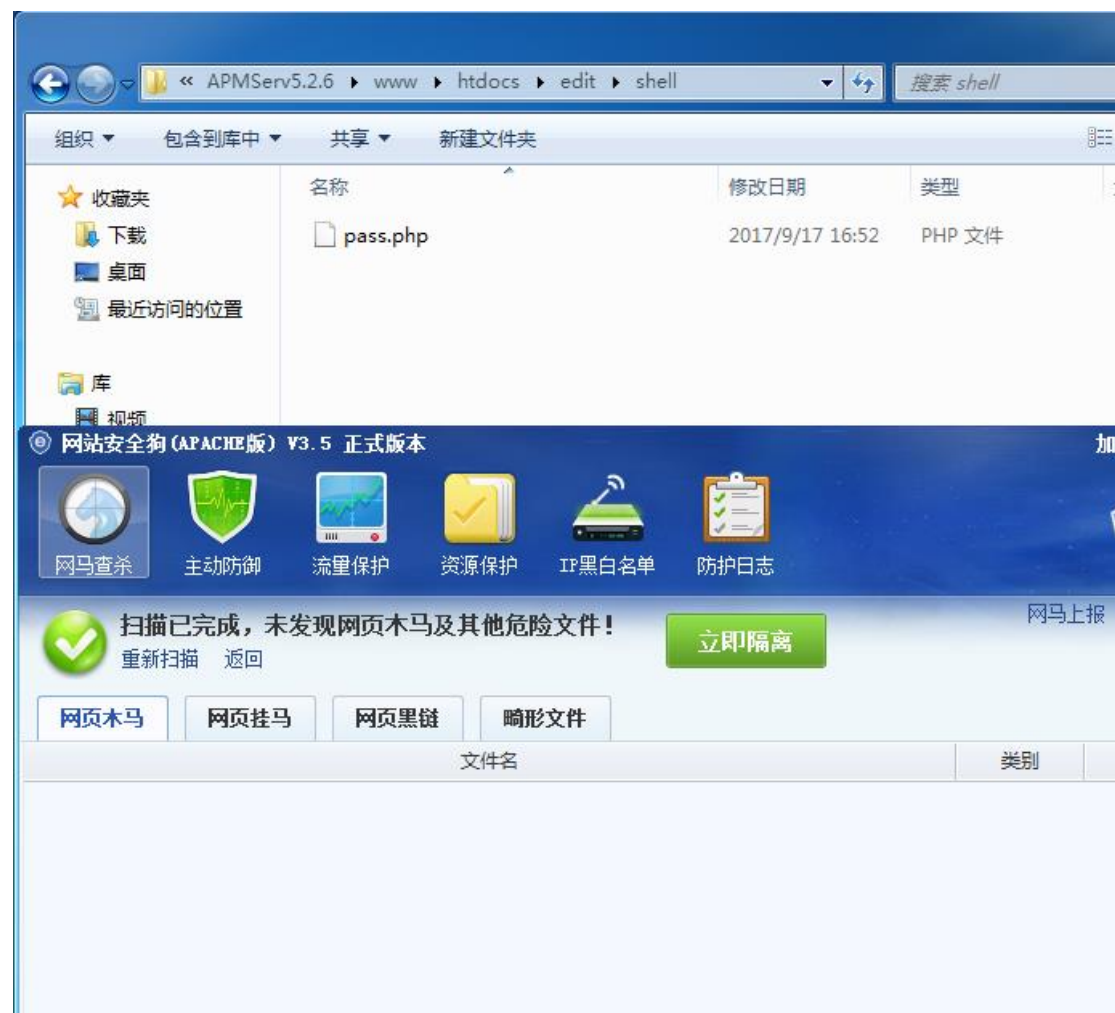 « APMServ5.2.6 ▸ www ▸ htdocs ▸ edit ▸ shell
搜索 shell
组织 包含到库中 共享 新建文件夹
名称 修改日期 类型
收藏夹
下载
桌面
最近访问的位置
库
视频
pass.php 2017/9/17 16:52 PHP 文件
网站安全狗(APACHE版) V3.5 正式版本
加
网马查杀 主动防御 流量保护 资源保护 IP黑白名单 防护日志
扫描已完成，未发现网页木马及其他危险文件！
重新扫描 返回
立即隔离
网马上报
网页木马 网页挂马 网页黑链 畸形文件
文件名 类别